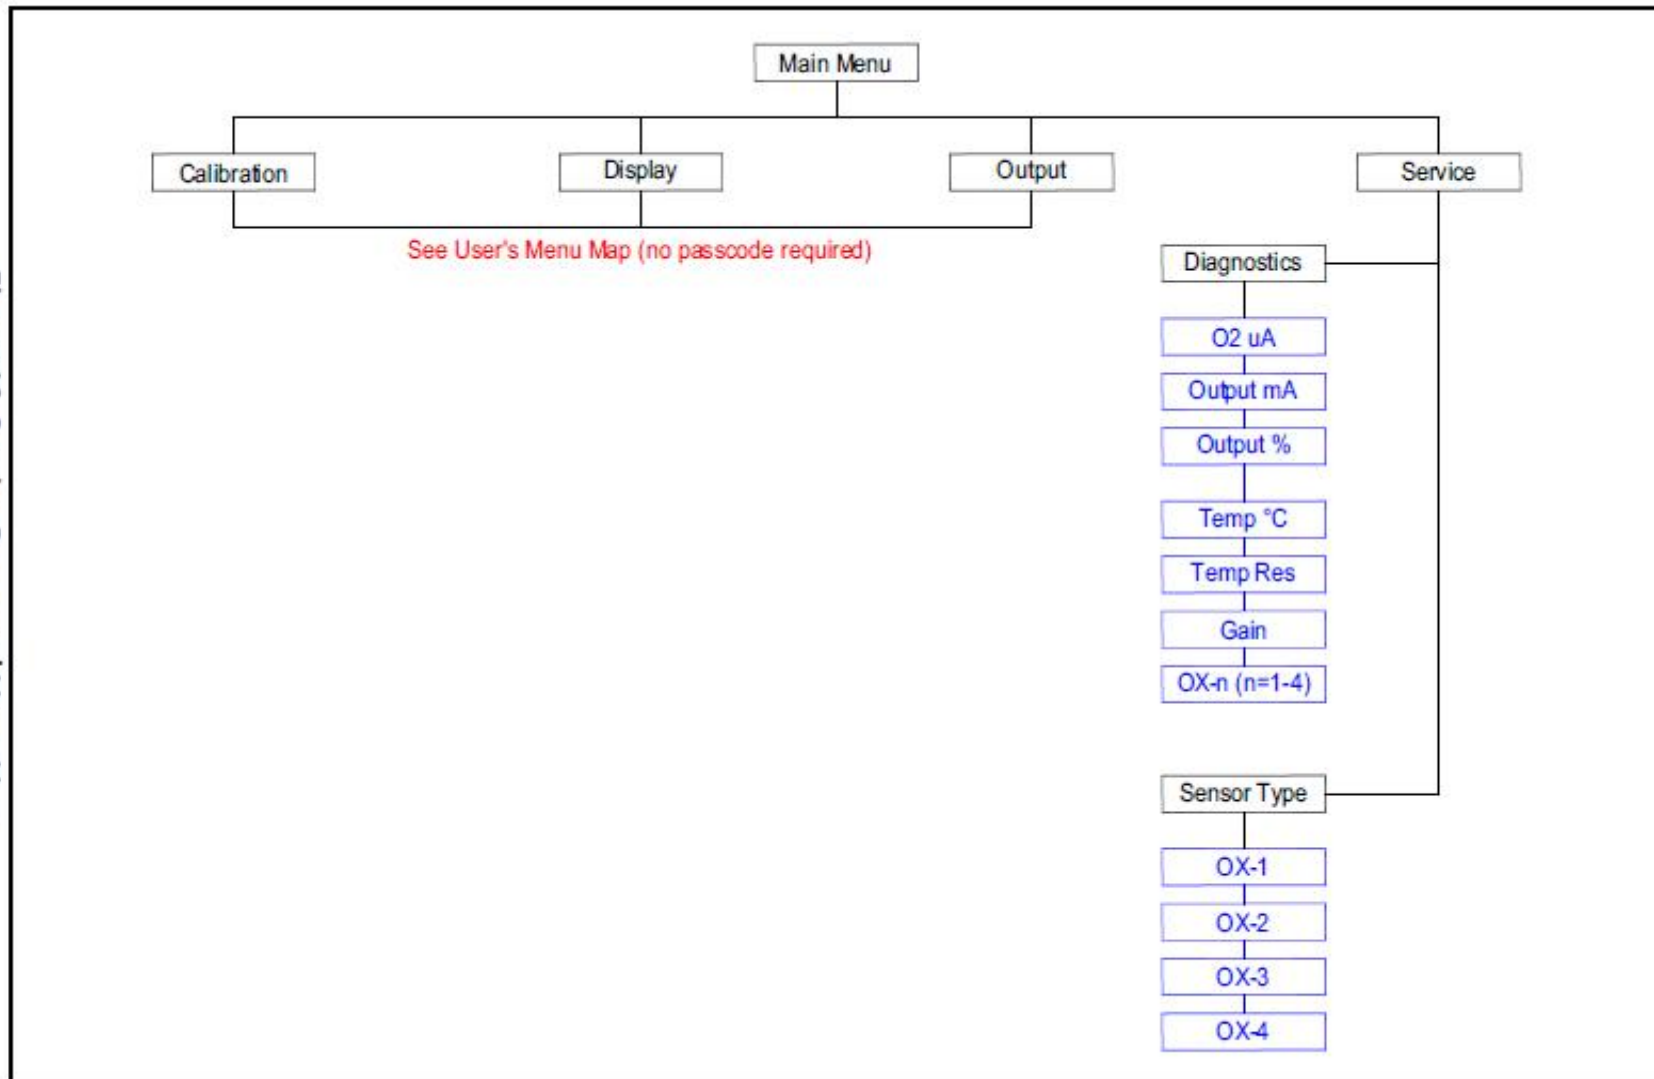 Main Menu
Calibration
Display
Output
Service
See User's Menu Map (no passcode required)
Diagnostics
O2 uA
Output mA
Output %
Temp °C
Temp Res
Gain
OX-n (n=1-4)
Sensor Type
OX-1
OX-2
OX-3
OX-4